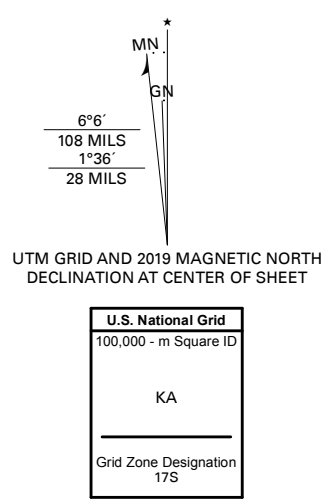 ★
MN
GN
6°6´
108 MILS
1°36´
28 MILS
UTM GRID AND 2019 MAGNETIC NORTH
DECLINATION AT CENTER OF SHEET
U.S. National Grid
100,000 - m Square ID
KA
Grid Zone Designation
17S